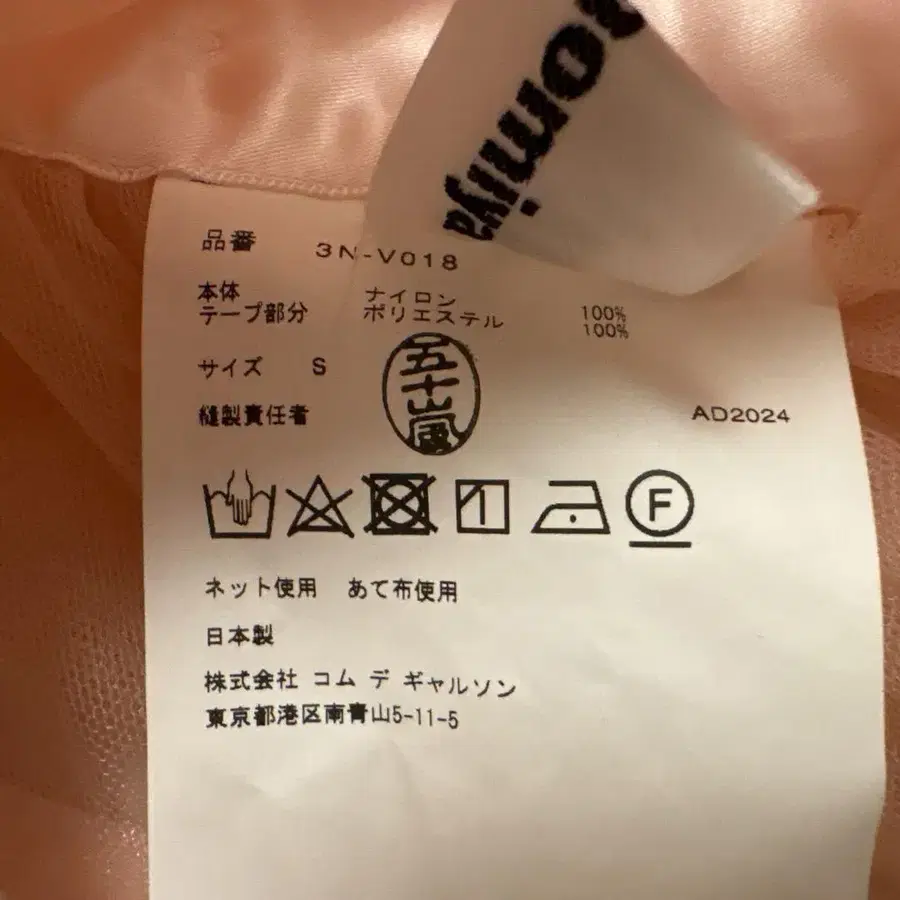 omiya
品番 3N-V018
本体 ナイロン 100%
テープ部分 ポリエステル 100%
サイズ S
縫製責任者 五十嵐 AD2024
F
ネット使用 あて布使用
日本製
株式会社 コム デ ギャルソン
東京都港区南青山5-11-5